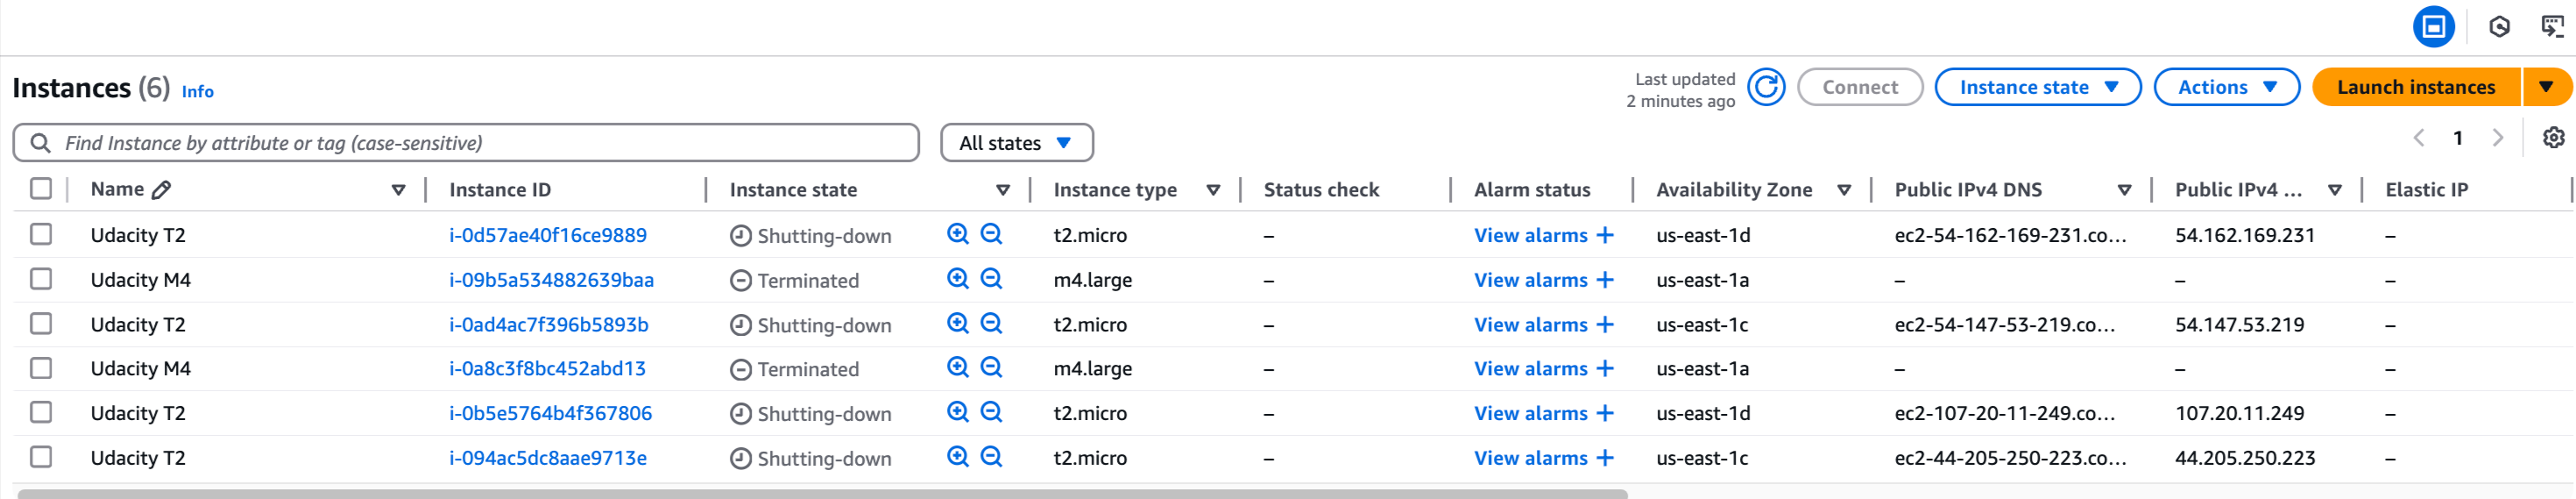 Instances (6) Info
Last updated
2 minutes ago
Connect
Instance state
Actions
Launch instances
Find Instance by attribute or tag (case-sensitive)
All states
1
Name Instance ID Instance state Instance type Status check Alarm status Availability Zone Public IPv4 DNS Public IPv4 ... Elastic IP
Udacity T2 i-0d57ae40f16ce9889 Shutting-down t2.micro – View alarms + us-east-1d ec2-54-162-169-231.co... 54.162.169.231 –
Udacity M4 i-09b5a534882639baa Terminated m4.large – View alarms + us-east-1a – – –
Udacity T2 i-0ad4ac7f396b5893b Shutting-down t2.micro – View alarms + us-east-1c ec2-54-147-53-219.co... 54.147.53.219 –
Udacity M4 i-0a8c3f8bc452abd13 Terminated m4.large – View alarms + us-east-1a – – –
Udacity T2 i-0b5e5764b4f367806 Shutting-down t2.micro – View alarms + us-east-1d ec2-107-20-11-249.co... 107.20.11.249 –
Udacity T2 i-094ac5dc8aae9713e Shutting-down t2.micro – View alarms + us-east-1c ec2-44-205-250-223.co... 44.205.250.223 –